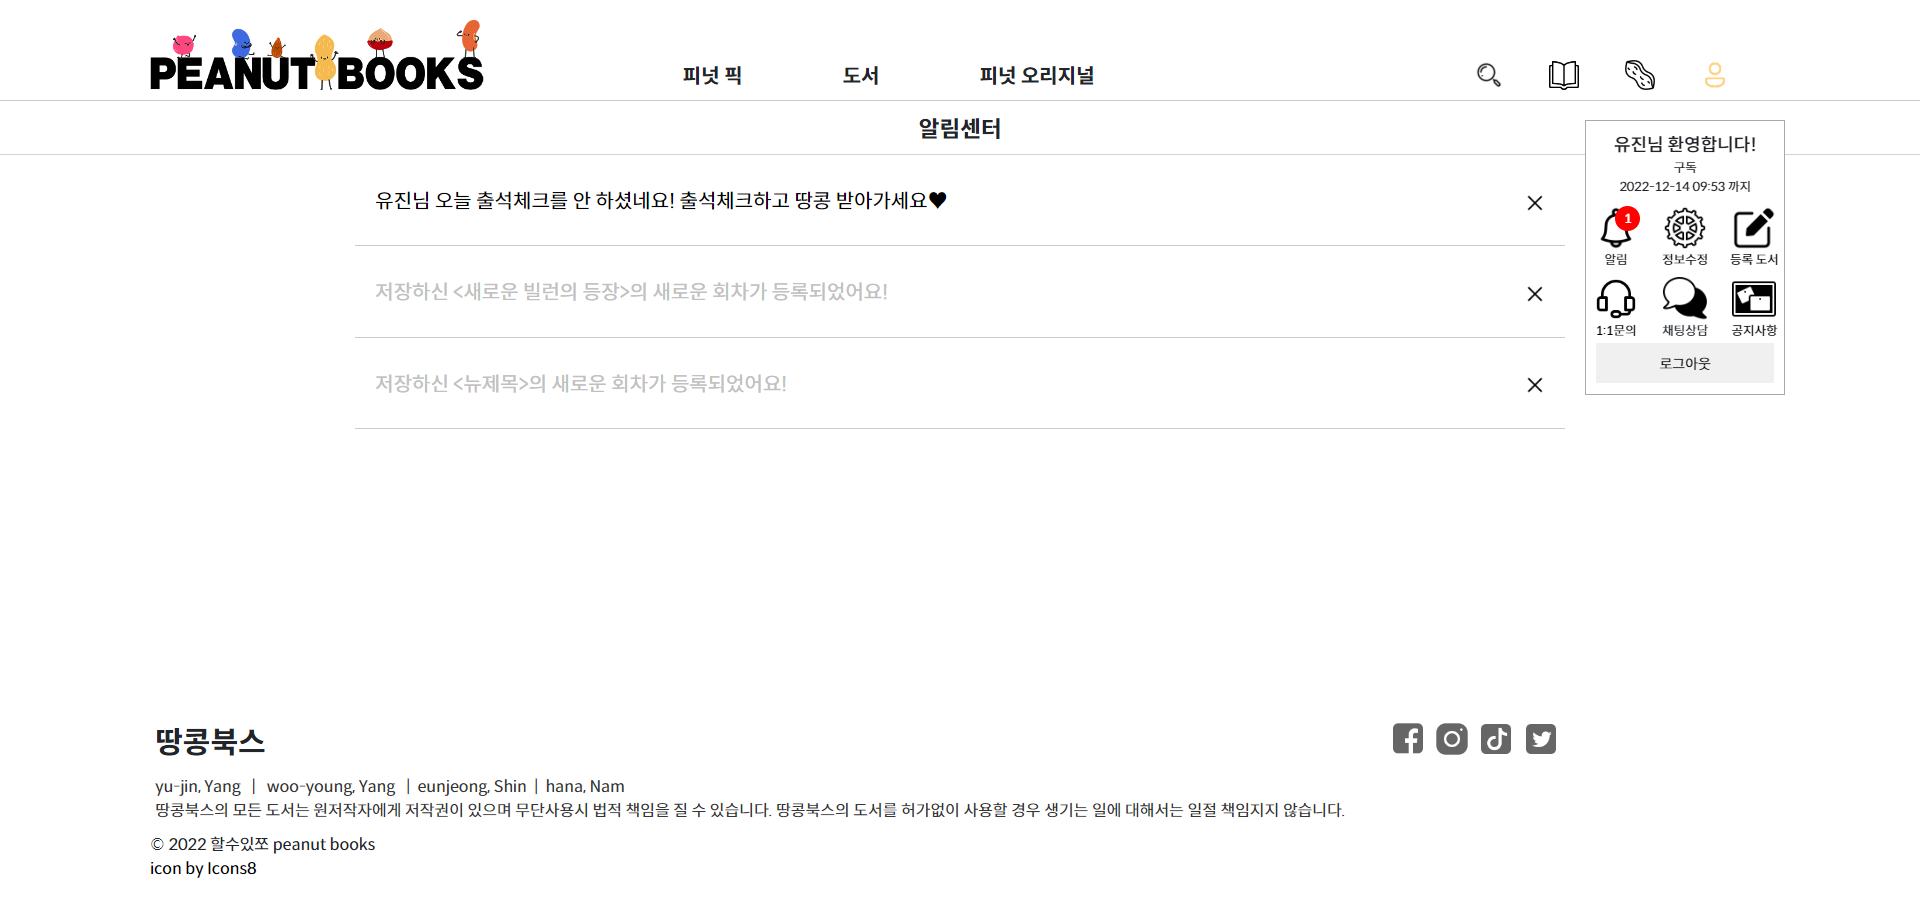 PEANUT BOOKS
피넛 픽
도서
피넛 오리지널
알림센터
유진님 환영합니다!
구독
2022-12-14 09:53 까지
1
알림
정보수정
등록 도서
1:1문의
채팅상담
공지사항
로그아웃
유진님 오늘 출석체크를 안 하셨네요! 출석체크하고 땅콩 받아가세요♥
저장하신 <새로운 빌런의 등장>의 새로운 회차가 등록되었어요!
저장하신 <뉴제목>의 새로운 회차가 등록되었어요!
땅콩북스
yu-jin, Yang | woo-young, Yang | eunjeong, Shin | hana, Nam
땅콩북스의 모든 도서는 원저작자에게 저작권이 있으며 무단사용시 법적 책임을 질 수 있습니다. 땅콩북스의 도서를 허가없이 사용할 경우 생기는 일에 대해서는 일절 책임지지 않습니다.
© 2022 할수있쪼 peanut books
icon by Icons8